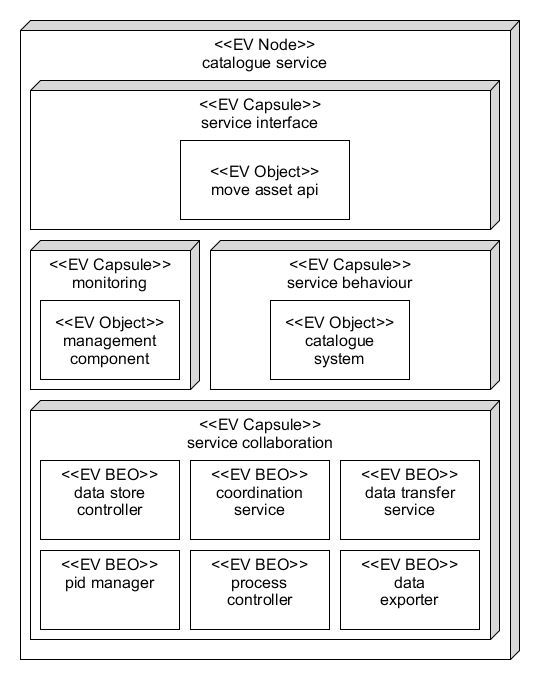 <<EV Node>>
catalogue service
<<EV Capsule>>
service interface
<<EV Object>>
move asset api
<<EV Capsule>>
monitoring
<<EV Object>>
management
component
<<EV Capsule>>
service behaviour
<<EV Object>>
catalogue
system
<<EV Capsule>>
service collaboration
<<EV BEO>>
data store
controller
<<EV BEO>>
coordination
service
<<EV BEO>>
data transfer
service
<<EV BEO>>
pid manager
<<EV BEO>>
process
controller
<<EV BEO>>
data
exporter